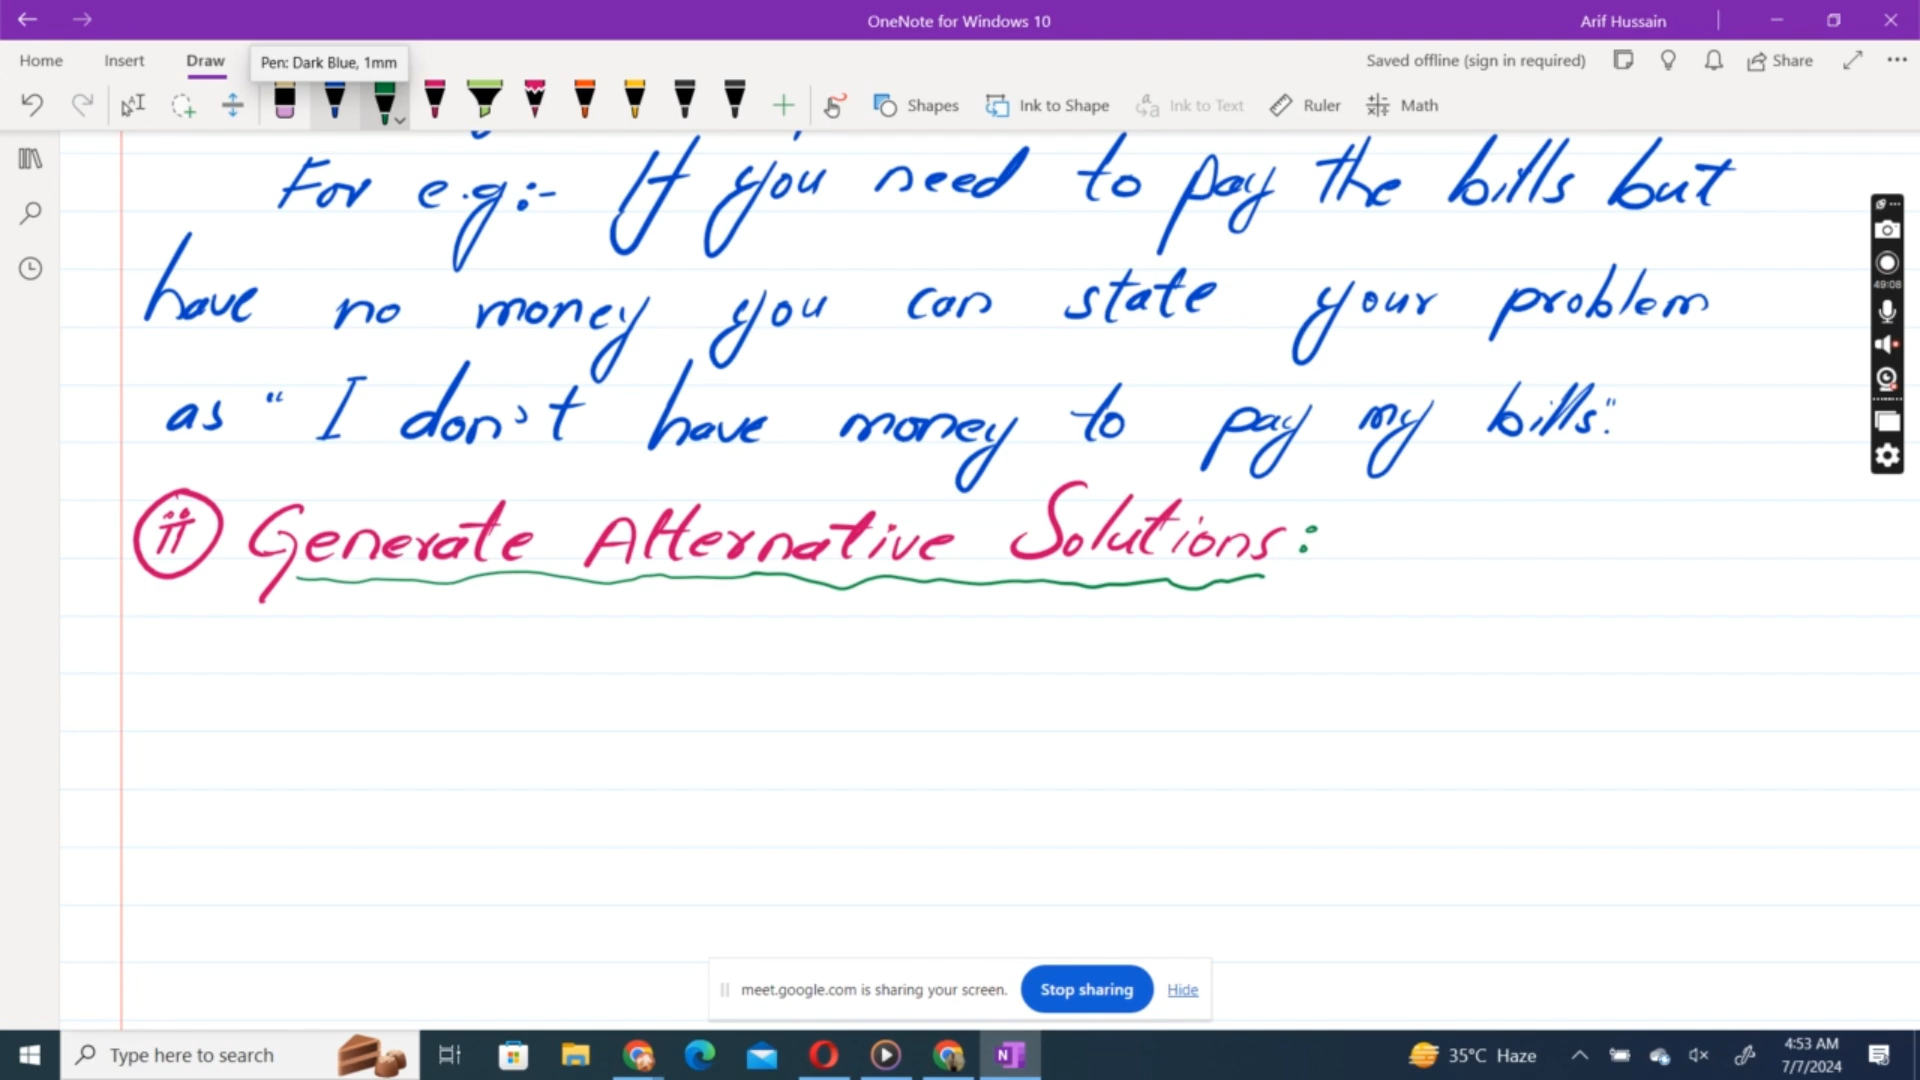 OneNote for Windows 10
Arif Hussain
Home Insert Draw Pen: Dark Blue, 1mm Saved offline (sign in required) Share
Shapes Ink to Shape Ink to Text Ruler Math
For e.g:- If you need to pay the bills but
have no money you can state your problem
as "I don't have money to pay my bills."
ii Generate Alternative Solutions:
49:08
meet.google.com is sharing your screen. Stop sharing Hide
Type here to search
35°C Haze
4:53 AM
7/7/2024